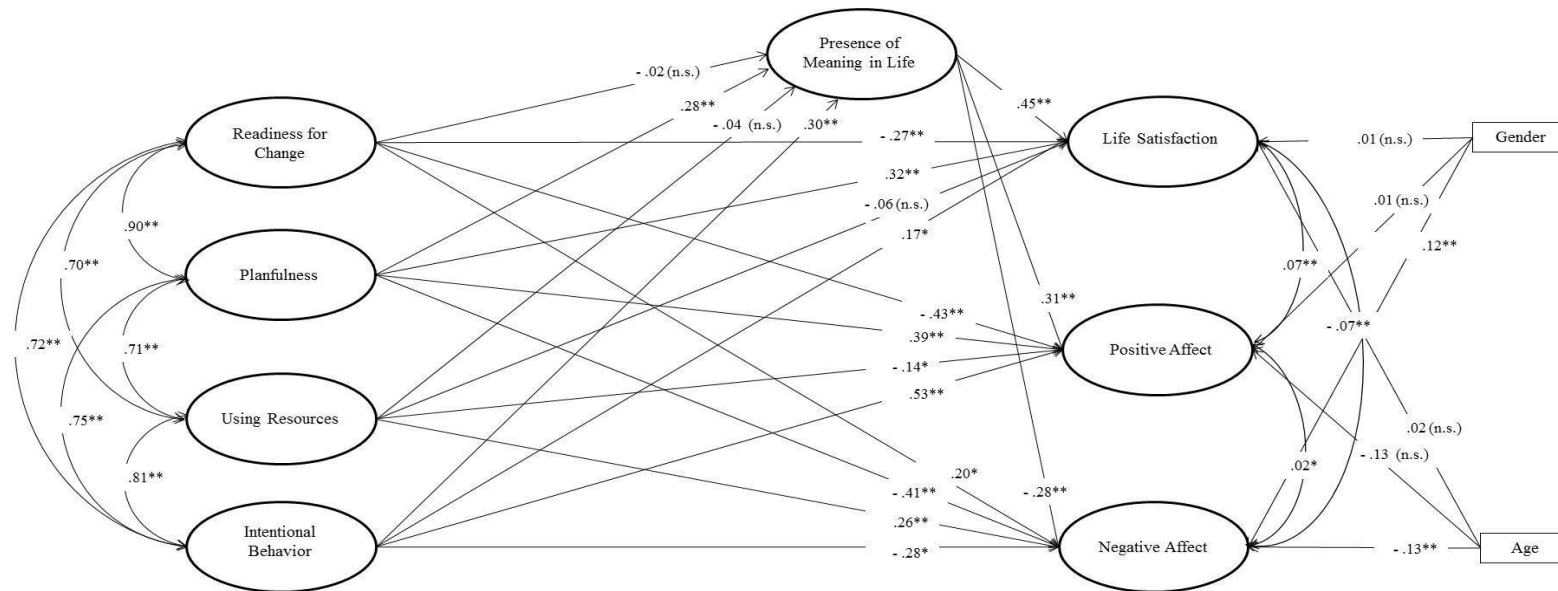 Presence of
Meaning in Life
- .02 (n.s.)
.28**
- .04 (n.s.)
.30**
.45**
Readiness for
Change
- .27**
Life Satisfaction
.01 (n.s.)
Gender
.32**
- .06 (n.s.)
.17*
.01 (n.s.)
.12**
.90**
.70**
Planfulness
.07**
.31**
- .43**
.39**
- .14*
.53**
Positive Affect
- .07**
.72**
.71**
.75**
Using Resources
.02 (n.s.)
- .13 (n.s.)
.81**
.20*
- .41**
.26**
- .28*
- .28**
.02*
Intentional
Behavior
Negative Affect
- .13**
Age